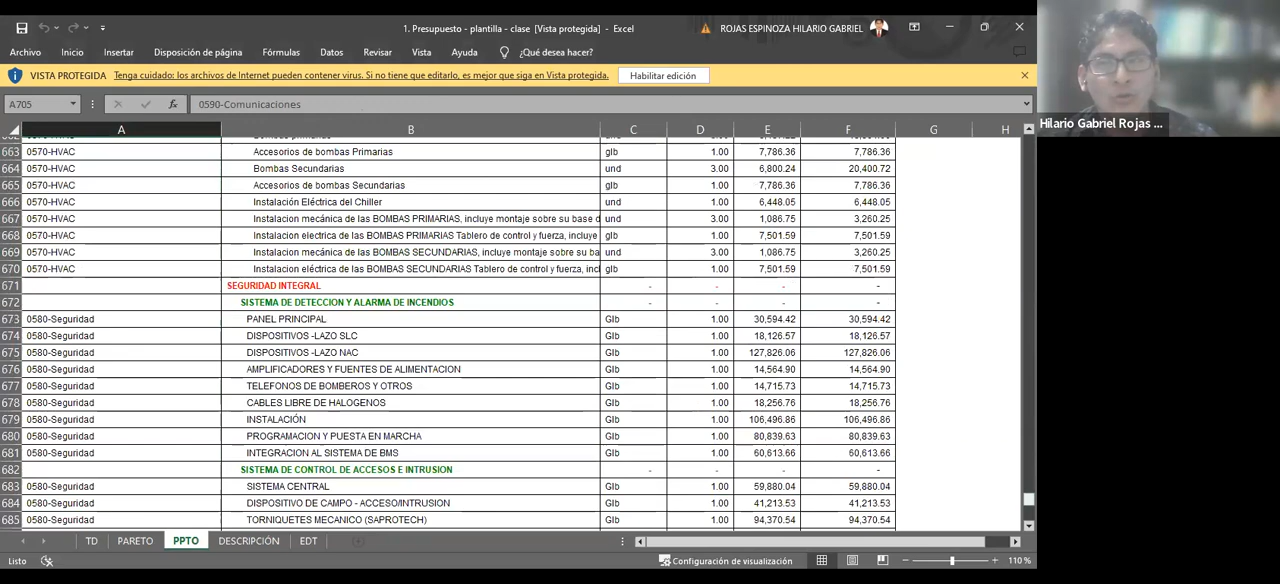 1. Presupuesto - plantilla - clase [Vista protegida] - Excel
ROJAS ESPINOZA HILARIO GABRIEL
Archivo Inicio Insertar Disposición de página Fórmulas Datos Revisar Vista Ayuda ¿Qué desea hacer?
VISTA PROTEGIDA Tenga cuidado: los archivos de Internet pueden contener virus. Si no tiene que editarlo, es mejor que siga en Vista protegida. Habilitar edición
A705 fx 0590-Comunicaciones
Hilario Gabriel Rojas ...
A B C D E F G H
663 0570-HVAC Accesorios de bombas Primarias glb 1.00 7,786.36 7,786.36
664 0570-HVAC Bombas Secundarias und 3.00 6,800.24 20,400.72
665 0570-HVAC Accesorios de bombas Secundarias glb 1.00 7,786.36 7,786.36
666 0570-HVAC Instalación Eléctrica del Chiller und 1.00 6,448.05 6,448.05
667 0570-HVAC Instalacion mecánica de las BOMBAS PRIMARIAS, incluye montaje sobre su base d und 3.00 1,086.75 3,260.25
668 0570-HVAC Instalacion electrica de las BOMBAS PRIMARIAS Tablero de control y fuerza, incluye glb 1.00 7,501.59 7,501.59
669 0570-HVAC Instalacion mecánica de las BOMBAS SECUNDARIAS, incluye montaje sobre su ba und 3.00 1,086.75 3,260.25
670 0570-HVAC Instalacion eléctrica de las BOMBAS SECUNDARIAS Tablero de control y fuerza, incl glb 1.00 7,501.59 7,501.59
671 SEGURIDAD INTEGRAL - - - -
672 SISTEMA DE DETECCION Y ALARMA DE INCENDIOS - - - -
673 0580-Seguridad PANEL PRINCIPAL Glb 1.00 30,594.42 30,594.42
674 0580-Seguridad DISPOSITIVOS -LAZO SLC Glb 1.00 18,126.57 18,126.57
675 0580-Seguridad DISPOSITIVOS -LAZO NAC Glb 1.00 127,826.06 127,826.06
676 0580-Seguridad AMPLIFICADORES Y FUENTES DE ALIMENTACION Glb 1.00 14,564.90 14,564.90
677 0580-Seguridad TELEFONOS DE BOMBEROS Y OTROS Glb 1.00 14,715.73 14,715.73
678 0580-Seguridad CABLES LIBRE DE HALOGENOS Glb 1.00 18,256.76 18,256.76
679 0580-Seguridad INSTALACIÓN Glb 1.00 106,496.86 106,496.86
680 0580-Seguridad PROGRAMACION Y PUESTA EN MARCHA Glb 1.00 80,839.63 80,839.63
681 0580-Seguridad INTEGRACION AL SISTEMA DE BMS Glb 1.00 60,613.66 60,613.66
682 SISTEMA DE CONTROL DE ACCESOS E INTRUSION - - - -
683 0580-Seguridad SISTEMA CENTRAL Glb 1.00 59,880.04 59,880.04
684 0580-Seguridad DISPOSITIVO DE CAMPO - ACCESO/INTRUSION Glb 1.00 41,213.53 41,213.53
685 0580-Seguridad TORNIQUETES MECANICO (SAPROTECH) Glb 1.00 94,370.54 94,370.54
TD PARETO PPTO DESCRIPCIÓN EDT
Listo Configuración de visualización 110 %